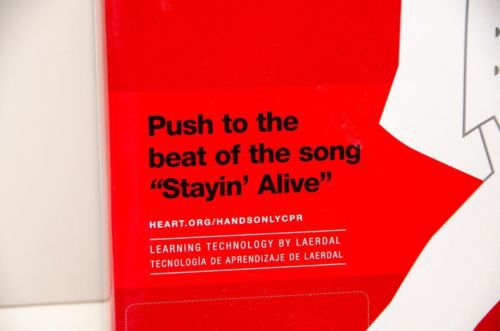 Push to the
beat of the song
“Stayin’ Alive”
HEART.ORG/HANDSONLYCPR
LEARNING TECHNOLOGY BY LAERDAL
TECNOLOGÍA DE APRENDIZAJE DE LAERDAL